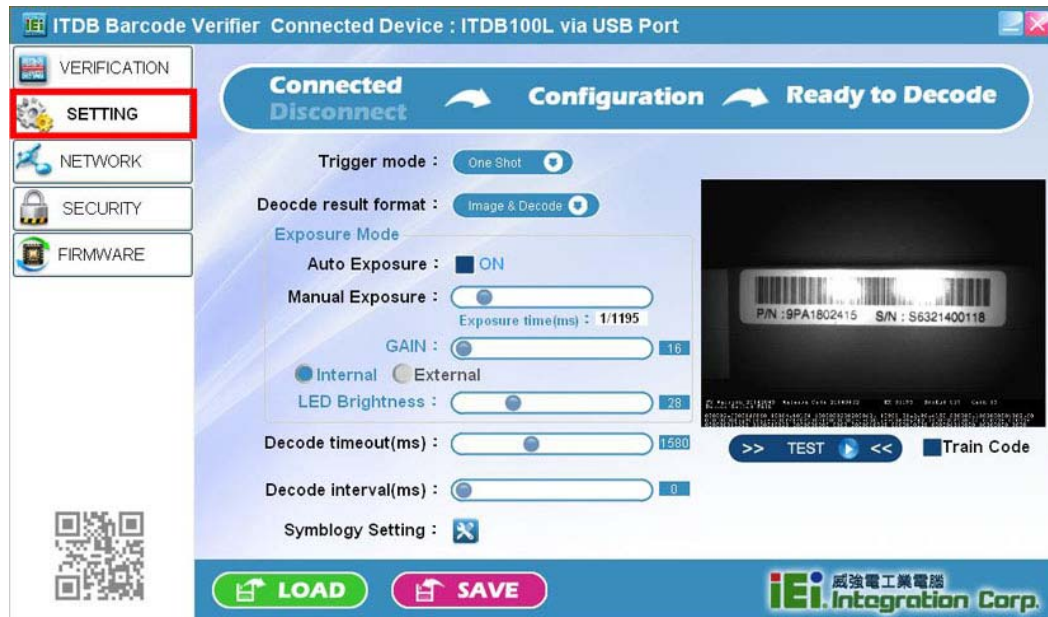 iEi ITDB Barcode Verifier Connected Device : ITDB100L via USB Port
VERIFICATION
SETTING
NETWORK
SECURITY
FIRMWARE
Connected
Disconnect
Configuration
Ready to Decode
Trigger mode : One Shot
Deocde result format : Image & Decode
Exposure Mode
Auto Exposure : ON
Manual Exposure :
Exposure time(ms) : 1/1195
GAIN : 16
Internal External
LED Brightness : 28
Decode timeout(ms) : 1580
Decode interval(ms) : 0
Symblogy Setting :
P/N :9PA1802415 S/N : S6321400118
>> TEST <<
Train Code
LOAD
SAVE
iEi 威強電工業電腦
Integration Corp.